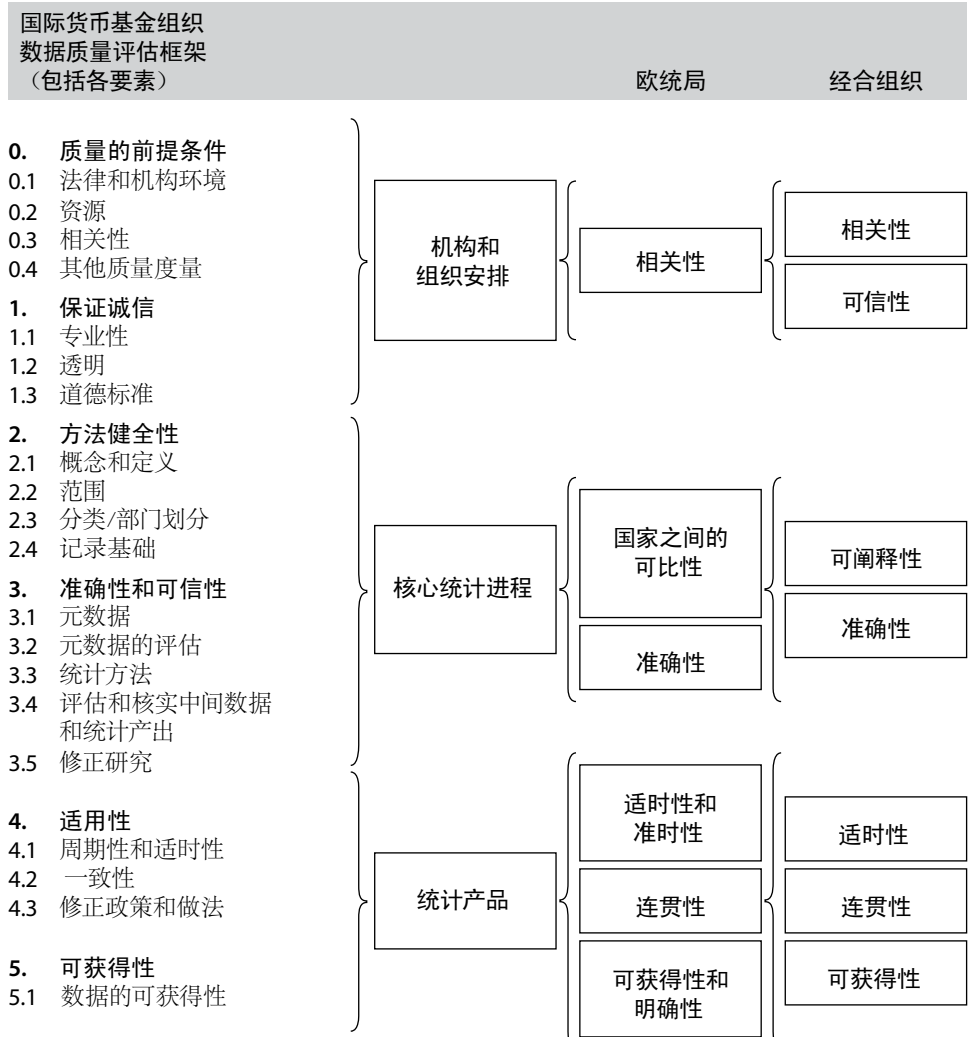 国际货币基金组织
数据质量评估框架
（包括各要素）
欧统局
经合组织
0. 质量的前提条件
0.1 法律和机构环境
0.2 资源
0.3 相关性
0.4 其他质量度量
1. 保证诚信
1.1 专业性
1.2 透明
1.3 道德标准
机构和
组织安排
相关性
相关性
可信性
2. 方法健全性
2.1 概念和定义
2.2 范围
2.3 分类/部门划分
2.4 记录基础
3. 准确性和可信性
3.1 元数据
3.2 元数据的评估
3.3 统计方法
3.4 评估和核实中间数据
和统计产出
3.5 修正研究
核心统计进程
国家之间的
可比性
准确性
可阐释性
准确性
4. 适用性
4.1 周期性和适时性
4.2 一致性
4.3 修正政策和做法
5. 可获得性
5.1 数据的可获得性
统计产品
适时性和
准时性
连贯性
可获得性和
明确性
适时性
连贯性
可获得性